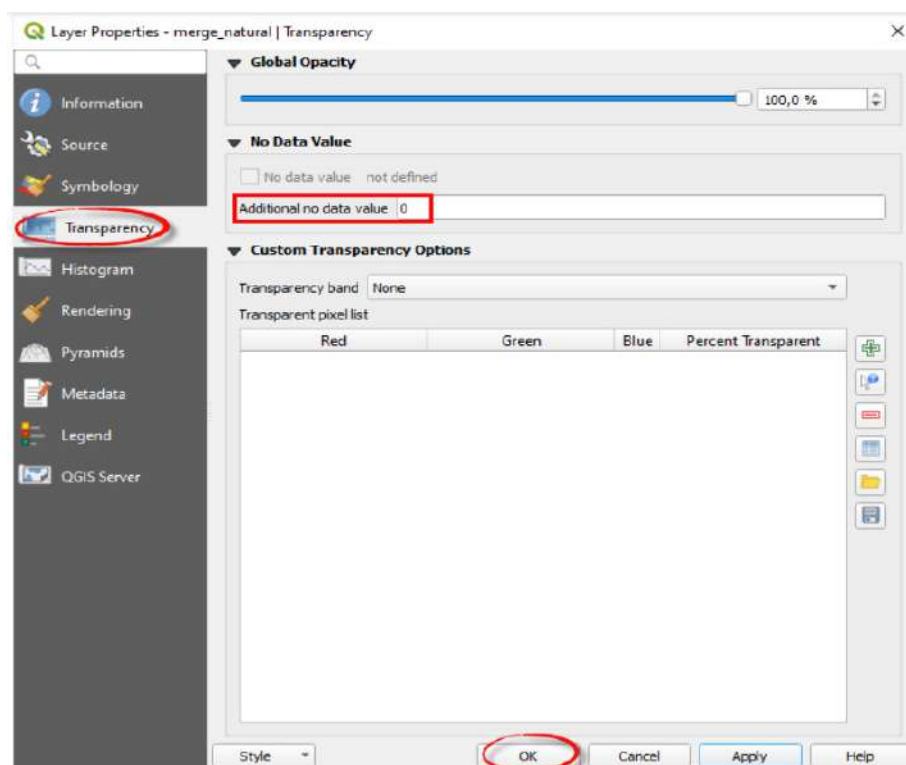 Layer Properties - merge_natural | Transparency
Information
Source
Symbology
Transparency
Histogram
Rendering
Pyramids
Metadata
Legend
QGIS Server
Global Opacity
100,0 %
No Data Value
No data value not defined
Additional no data value 0
Custom Transparency Options
Transparency band None
Transparent pixel list
Red Green Blue Percent Transparent
Style OK Cancel Apply Help